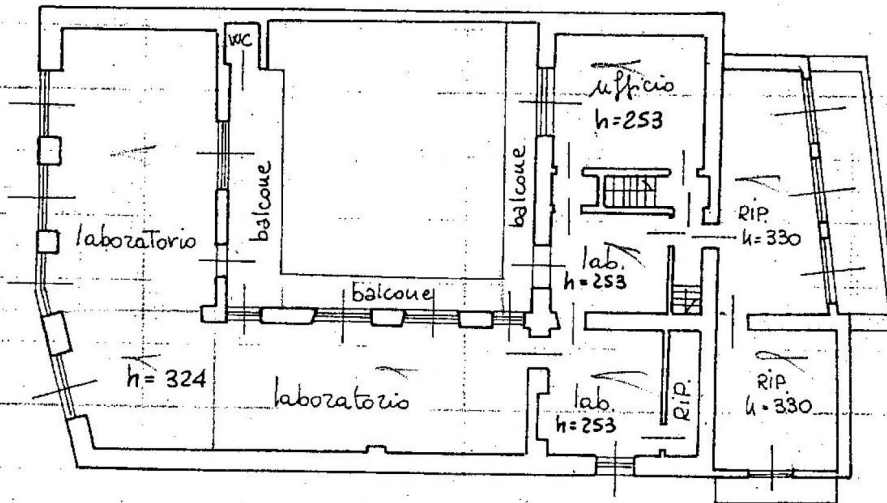 wc
ufficio
h=253
balcone
balcone
laboratorio
RIP.
h=330
lab.
h=253
balcone
h= 324
laboratorio
lab.
h=253
RIP.
RIP.
h=330